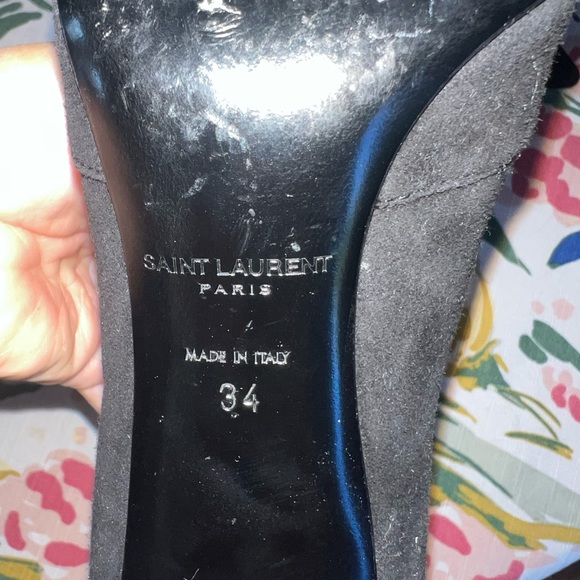 SAINT LAURENT
PARIS
MADE IN ITALY
34